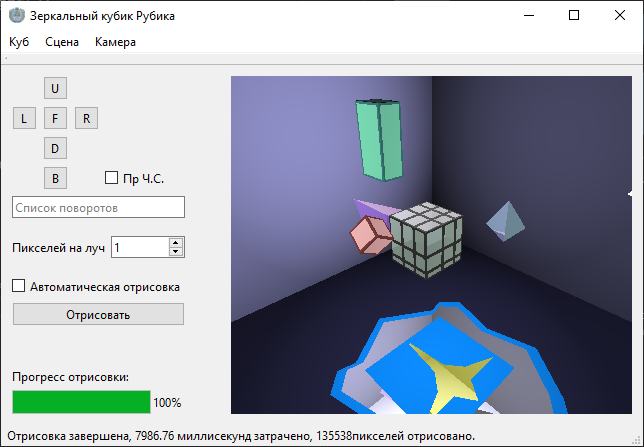 Зеркальный кубик Рубика
Куб Сцена Камера
U
L F R
D
B
Пр Ч.С.
Список поворотов
Пикселей на луч 1
Автоматическая отрисовка
Отрисовать
Прогресс отрисовки:
100%
Отрисовка завершена, 7986.76 миллисекунд затрачено, 135538пикселей отрисовано.